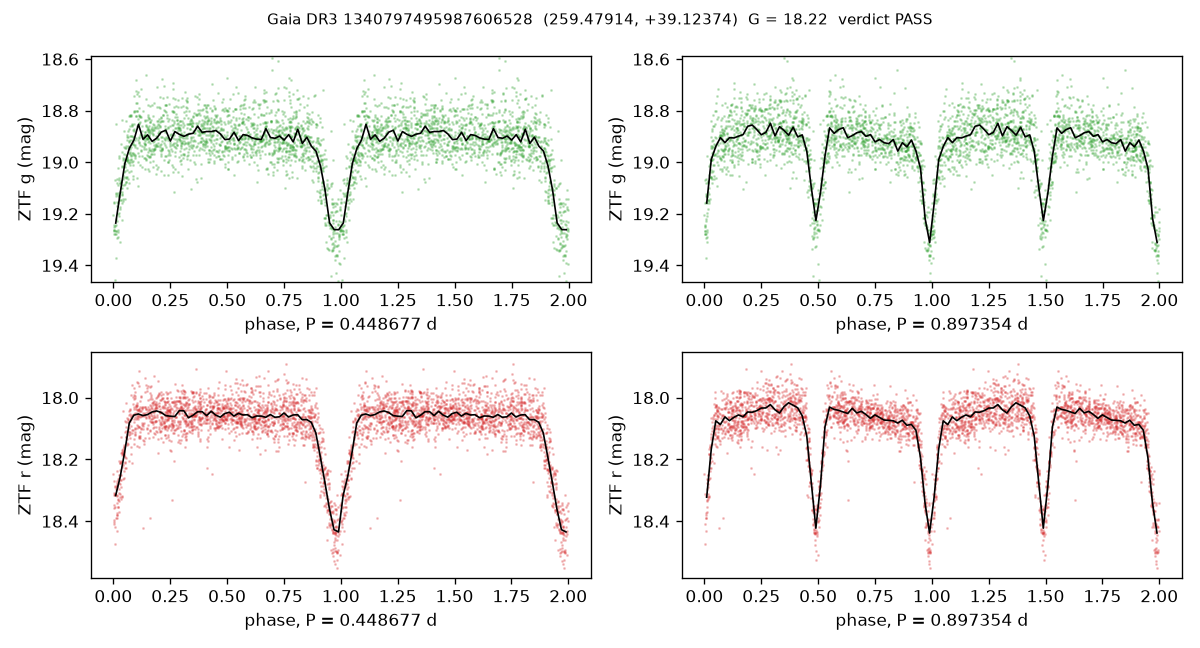 Gaia DR3 1340797495987606528 (259.47914, +39.12374) G = 18.22 verdict PASS
18.6
18.8
19.0
19.2
19.4
ZTF g (mag)
0.00 0.25 0.50 0.75 1.00 1.25 1.50 1.75 2.00
phase, P = 0.448677 d
18.6
18.8
19.0
19.2
19.4
ZTF g (mag)
0.00 0.25 0.50 0.75 1.00 1.25 1.50 1.75 2.00
phase, P = 0.897354 d
18.0
18.2
18.4
ZTF r (mag)
0.00 0.25 0.50 0.75 1.00 1.25 1.50 1.75 2.00
phase, P = 0.448677 d
18.0
18.2
18.4
ZTF r (mag)
0.00 0.25 0.50 0.75 1.00 1.25 1.50 1.75 2.00
phase, P = 0.897354 d